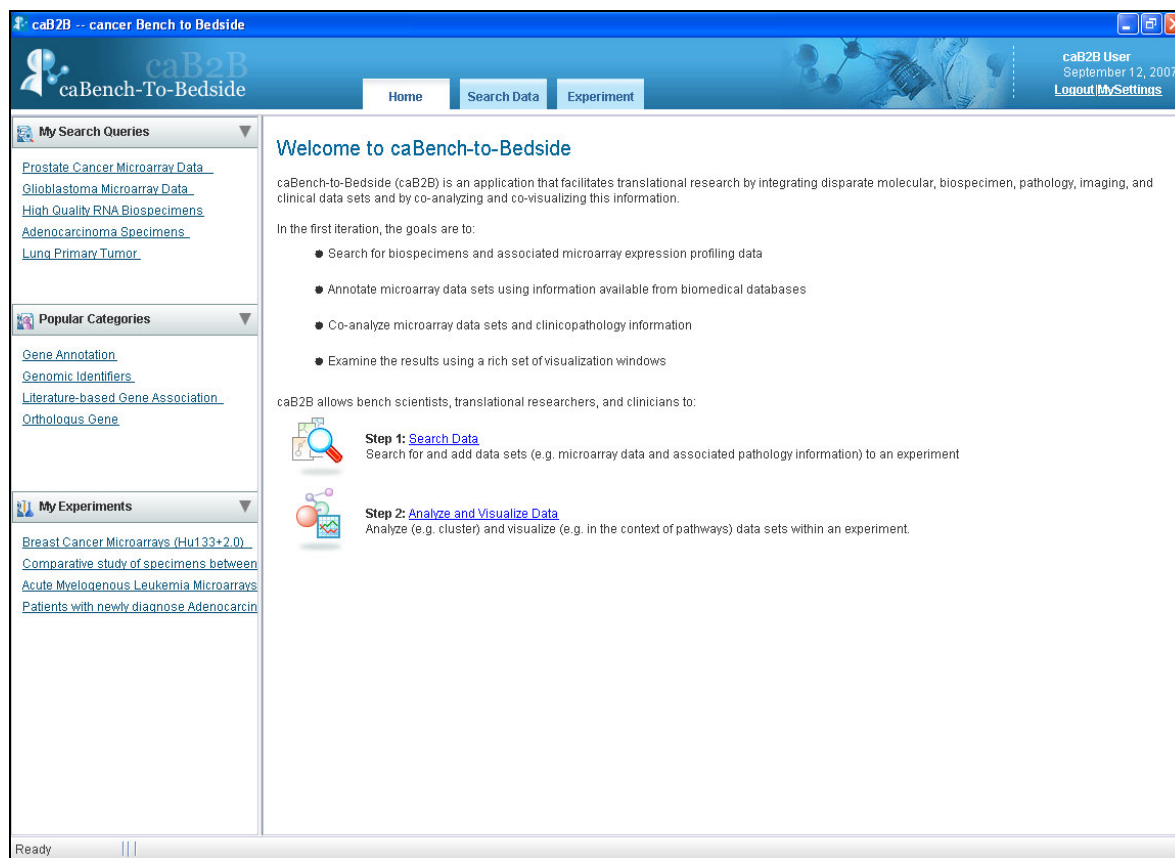 caB2B -- cancer Bench to Bedside
caB2B
caBench-To-Bedside
Home
Search Data
Experiment
caB2B User
September 12, 2007
Logout|MySettings
My Search Queries
Prostate Cancer Microarray Data
Glioblastoma Microarray Data
High Quality RNA Biospecimens
Adenocarcinoma Specimens
Lung Primary Tumor
Popular Categories
Gene Annotation
Genomic Identifiers
Literature-based Gene Association
Orthologus Gene
My Experiments
Breast Cancer Microarrays (Hu133+2.0)
Comparative study of specimens between
Acute Myelogenous Leukemia Microarrays
Patients with newly diagnose Adenocarcin
Welcome to caBench-to-Bedside
caBench-to-Bedside (caB2B) is an application that facilitates translational research by integrating disparate molecular, biospecimen, pathology, imaging, and
clinical data sets and by co-analyzing and co-visualizing this information.
In the first iteration, the goals are to:
● Search for biospecimens and associated microarray expression profiling data
● Annotate microarray data sets using information available from biomedical databases
● Co-analyze microarray data sets and clinicopathology information
● Examine the results using a rich set of visualization windows
caB2B allows bench scientists, translational researchers, and clinicians to:
Step 1: Search Data
Search for and add data sets (e.g. microarray data and associated pathology information) to an experiment
Step 2: Analyze and Visualize Data
Analyze (e.g. cluster) and visualize (e.g. in the context of pathways) data sets within an experiment.
Ready